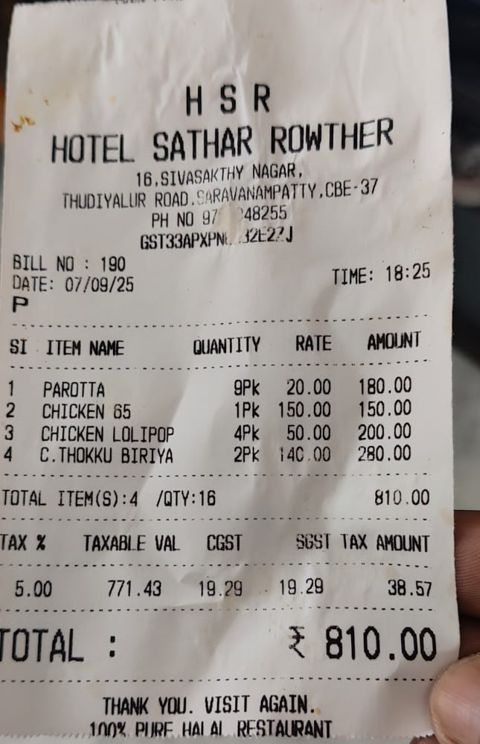 H S R
HOTEL SATHAR ROWTHER
16,SIVASAKTHY NAGAR,
THUDIYALUR ROAD,SARAVANAMPATTY,CBE-37
PH NO 97 48255
BILL NO : 190
DATE: 07/09/25 TIME: 18:25
P
SI ITEM NAME QUANTITY RATE AMOUNT
1 PAROTTA 9Pk 20.00 180.00
2 CHICKEN 65 1Pk 150.00 150.00
3 CHICKEN LOLIPOP 4Pk 50.00 200.00
4 C.THOKKU BIRIYA 2Pk 140.00 280.00
TOTAL ITEM(S):4 /QTY:16 810.00
TAX % TAXABLE VAL CGST SGST TAX AMOUNT
5.00 771.43 19.29 19.29 38.57
TOTAL : ₹ 810.00
THANK YOU. VISIT AGAIN.
100% PURE HALAL RESTAURANT